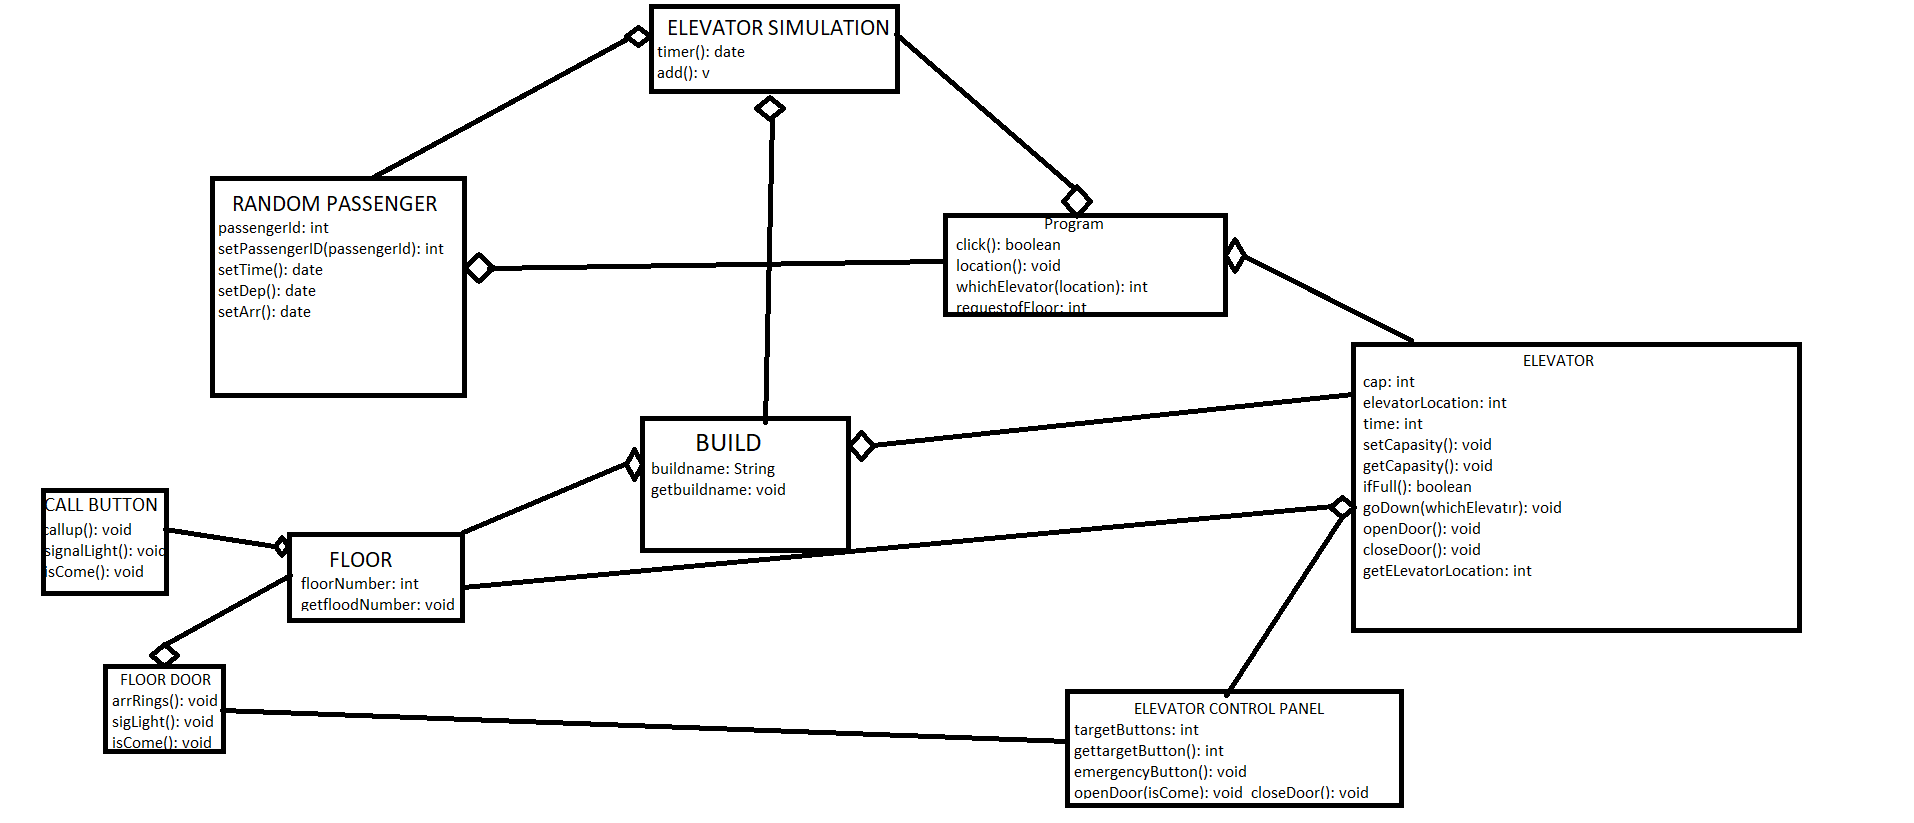 ELEVATOR SIMULATION
timer(): date
add(): v
RANDOM PASSENGER
passengerId: int
setPassengerID(passengerId): int
setTime(): date
setDep(): date
setArr(): date
Program
click(): boolean
location(): void
whichElevator(location): int
requestofFloor: int
ELEVATOR
cap: int
elevatorLocation: int
time: int
setCapasity(): void
getCapasity(): void
ifFull(): boolean
goDown(whichElevatır): void
openDoor(): void
closeDoor(): void
getELevatorLocation: int
BUILD
buildname: String
getbuildname: void
CALL BUTTON
callup(): void
signalLight(): void
isCome(): void
FLOOR
floorNumber: int
getfloodNumber: void
FLOOR DOOR
arrRings(): void
sigLight(): void
isCome(): void
ELEVATOR CONTROL PANEL
targetButtons: int
gettargetButton(): int
emergencyButton(): void
openDoor(isCome): void closeDoor(): void